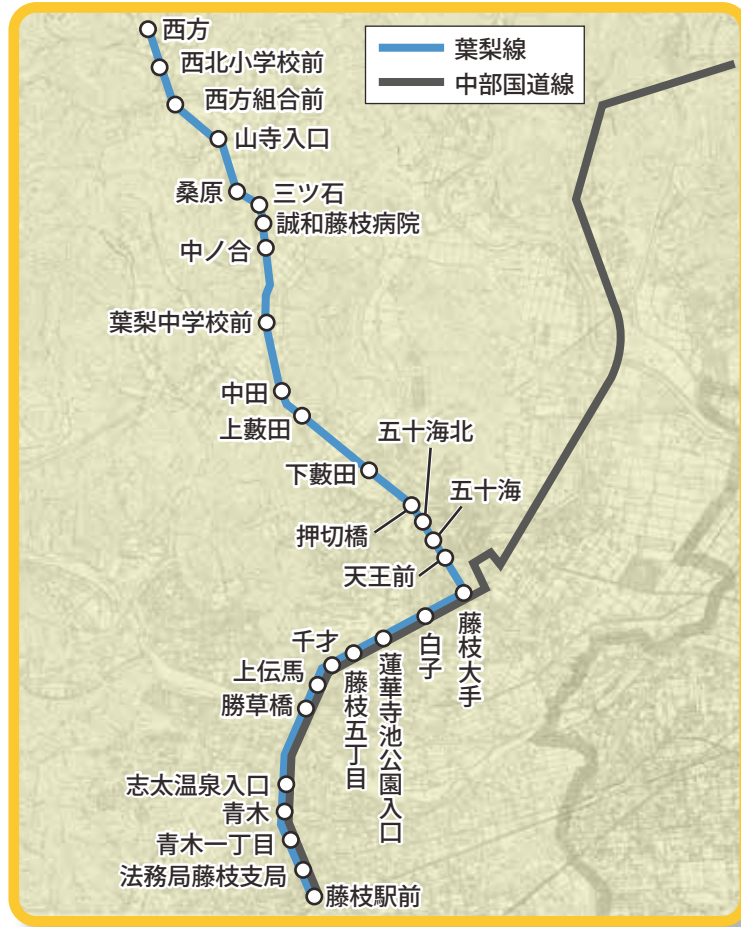 西方
西北小学校前
西方組合前
山寺入口
桑原
三ツ石
誠和藤枝病院
中ノ合
葉梨中学校前
中田
上藪田
下藪田
押切橋
五十海北
五十海
天王前
藤枝大手
白子
蓮華寺池公園入口
藤枝五丁目
千才
上伝馬
勝草橋
志太温泉入口
青木
青木一丁目
法務局藤枝支局
藤枝駅前
葉梨線
中部国道線